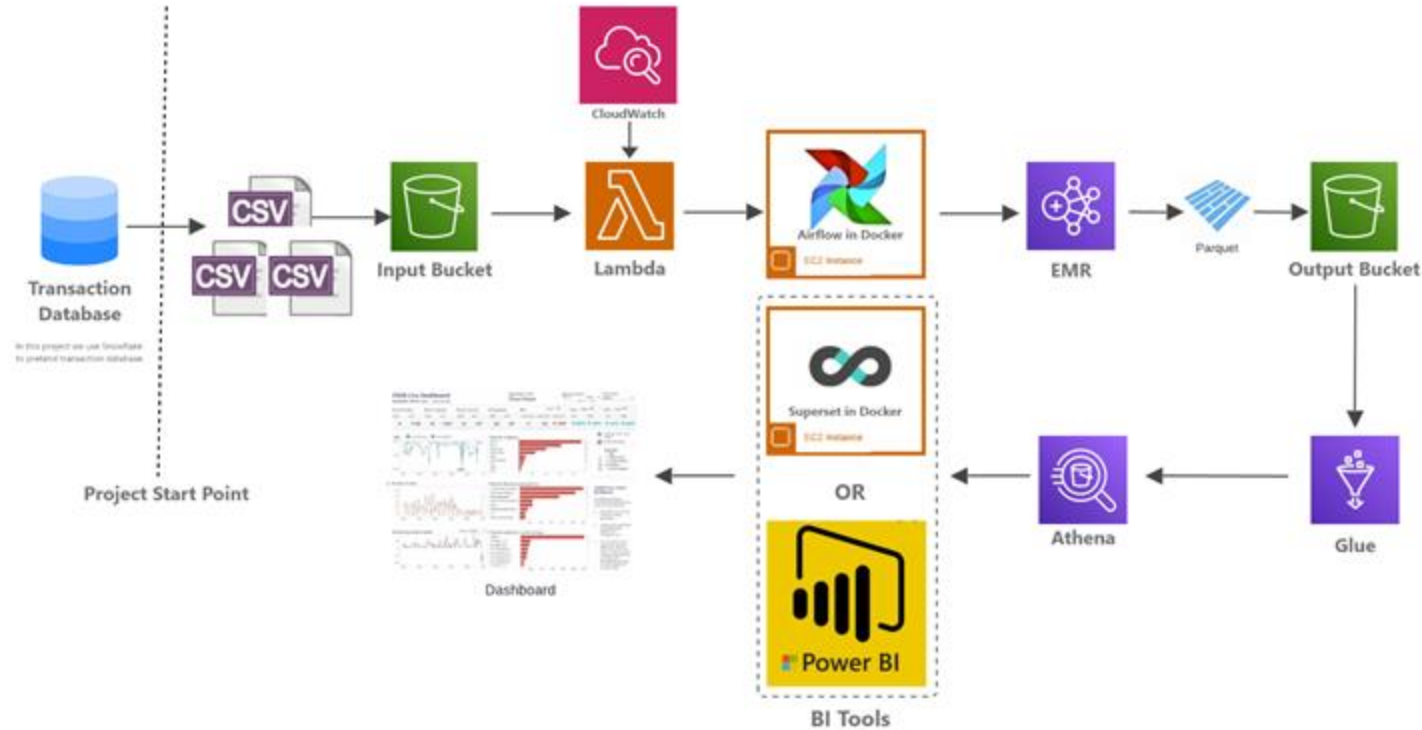 CloudWatch
CSV
CSV
CSV
Transaction
Database
In this project we use Snowflake
to pretend transaction database
Project Start Point
Input Bucket
Lambda
Airflow in Docker
EC2 Instance
EMR
Parquet
Output Bucket
Superset in Docker
EC2 Instance
OR
Power BI
BI Tools
Athena
Glue
Dashboard